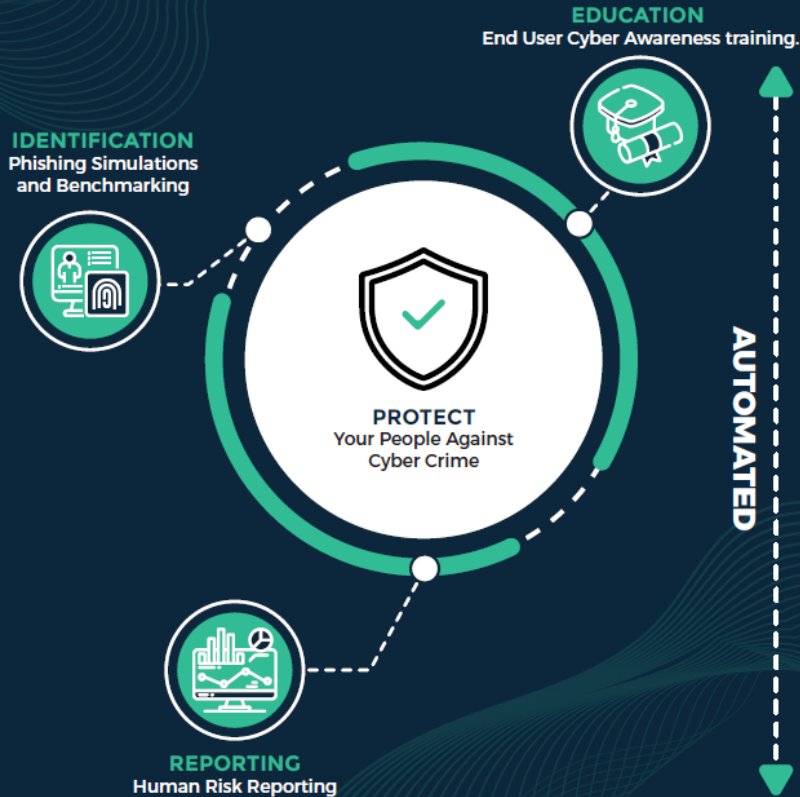 EDUCATION
End User Cyber Awareness training.
IDENTIFICATION
Phishing Simulations
and Benchmarking
PROTECT
Your People Against
Cyber Crime
AUTOMATED
REPORTING
Human Risk Reporting